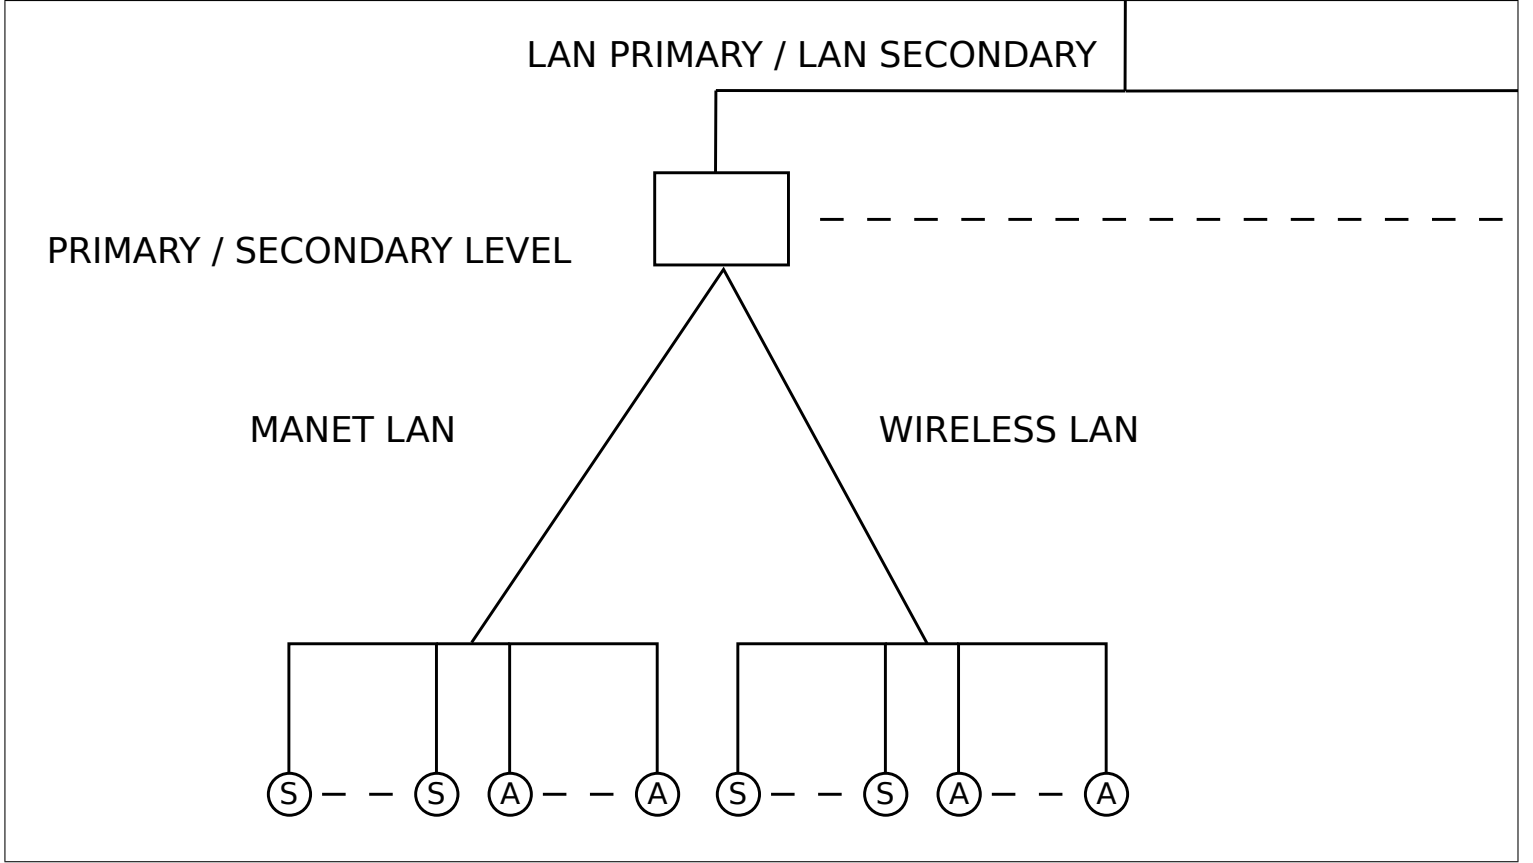 LAN PRIMARY / LAN SECONDARY
PRIMARY / SECONDARY LEVEL
MANET LAN
WIRELESS LAN
S S A A S S A A